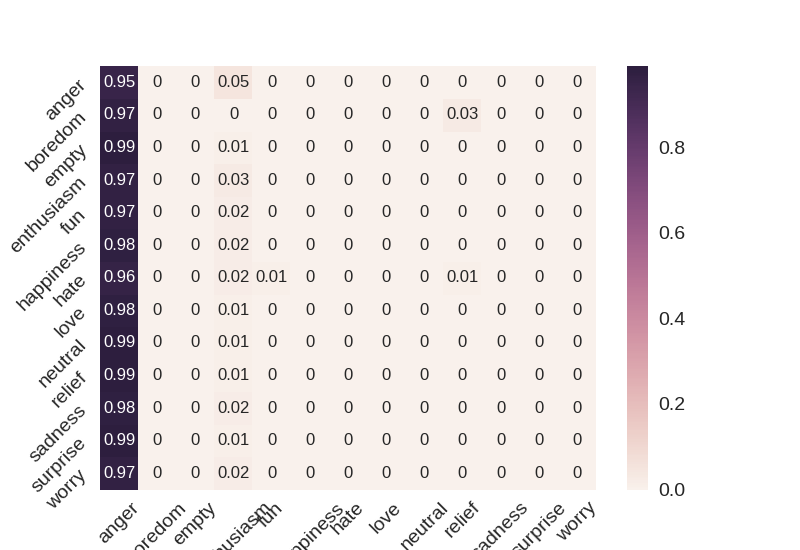 anger 0.95 0 0 0.05 0 0 0 0 0 0 0 0 0
boredom 0.97 0 0 0 0 0 0 0 0 0.03 0 0 0
empty 0.99 0 0 0.01 0 0 0 0 0 0 0 0 0
enthusiasm 0.97 0 0 0.03 0 0 0 0 0 0 0 0 0
fun 0.97 0 0 0.02 0 0 0 0 0 0 0 0 0
happiness 0.98 0 0 0.02 0 0 0 0 0 0 0 0 0
hate 0.96 0 0 0.02 0.01 0 0 0 0 0.01 0 0 0
love 0.98 0 0 0.01 0 0 0 0 0 0 0 0 0
neutral 0.99 0 0 0.01 0 0 0 0 0 0 0 0 0
relief 0.99 0 0 0.01 0 0 0 0 0 0 0 0 0
sadness 0.98 0 0 0.02 0 0 0 0 0 0 0 0 0
surprise 0.99 0 0 0.01 0 0 0 0 0 0 0 0 0
worry 0.97 0 0 0.02 0 0 0 0 0 0 0 0 0
anger oredom empty husiasm fun ppiness hate love neutral relief adness surprise worry
0.8
0.6
0.4
0.2
0.0